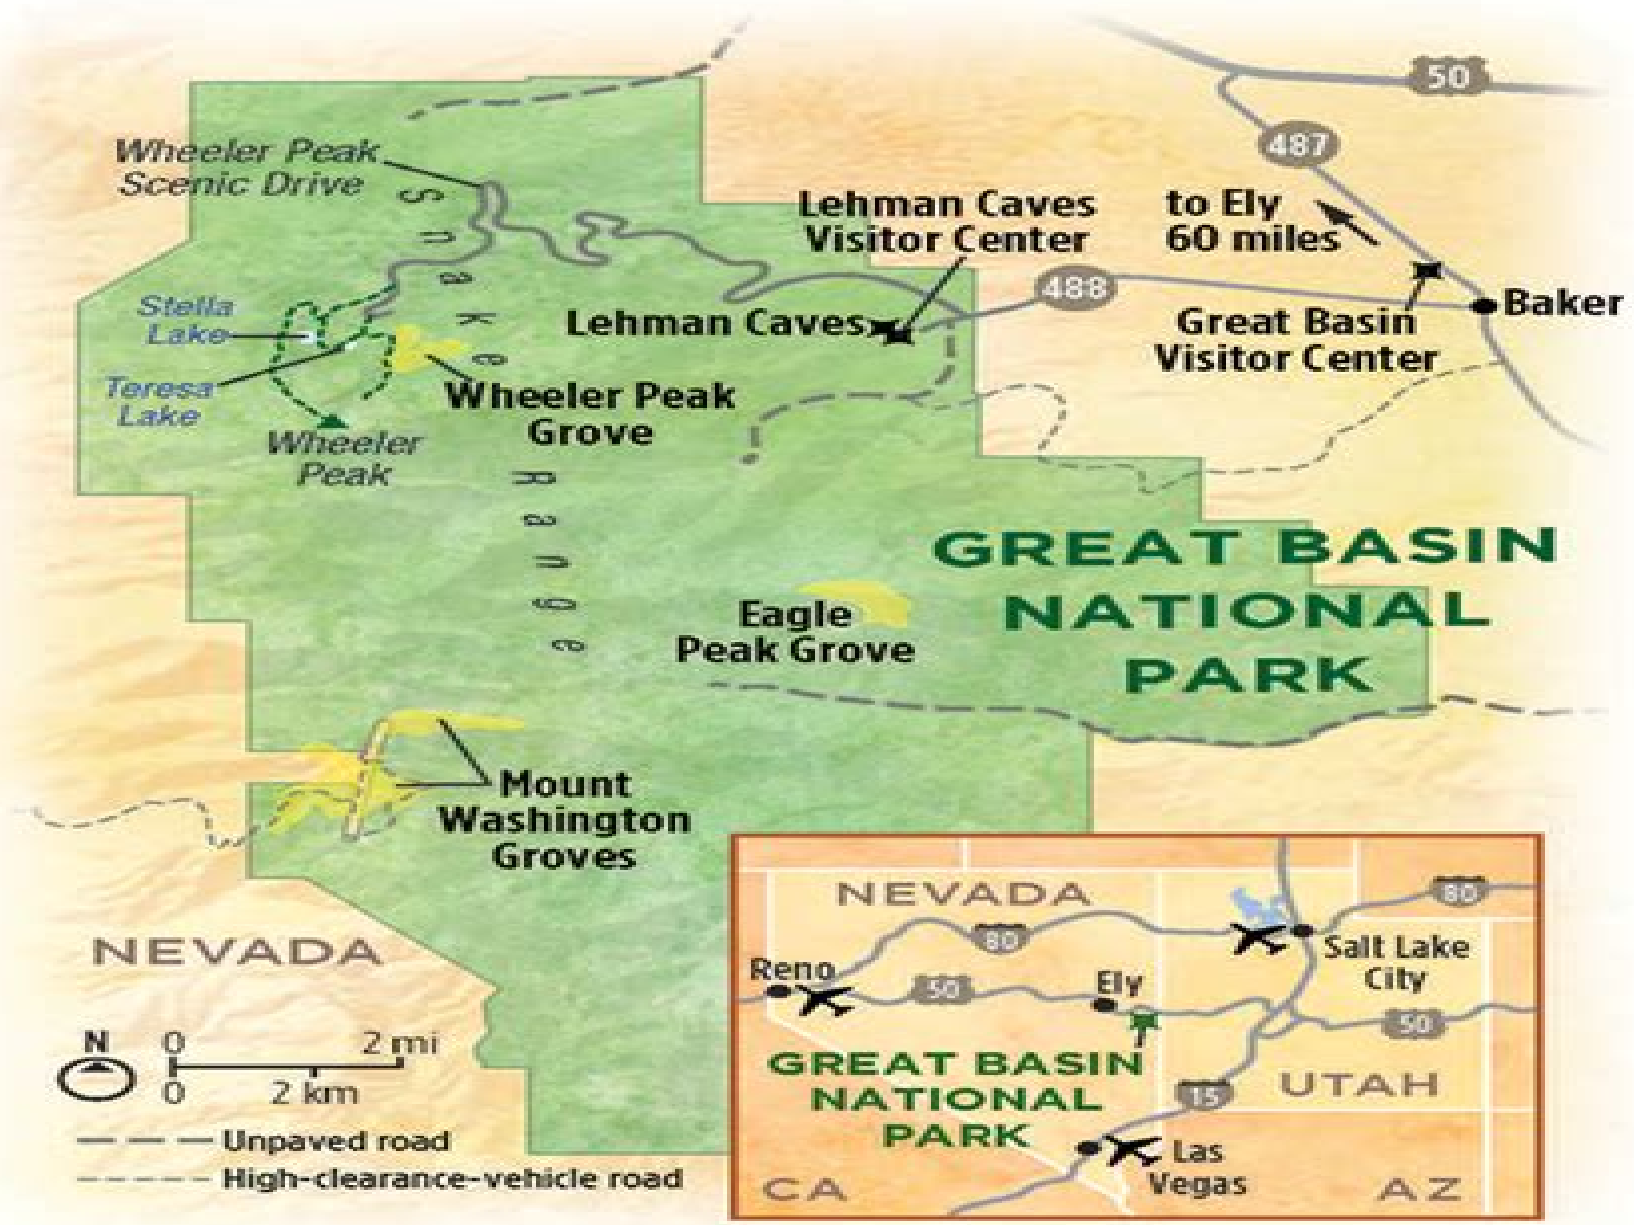 50
487
Wheeler Peak
Scenic Drive
Lehman Caves
Visitor Center
to Ely
60 miles
Snake Range
488
Baker
Stella
Lake
Lehman Caves
Great Basin
Visitor Center
Teresa
Lake
Wheeler Peak
Grove
Wheeler
Peak
GREAT BASIN
NATIONAL
PARK
Eagle
Peak Grove
Mount
Washington
Groves
NEVADA
N
0 2 mi
0 2 km
Unpaved road
High-clearance-vehicle road
NEVADA
80
80
Salt Lake
City
Reno
50
Ely
50
GREAT BASIN
NATIONAL
PARK
15
UTAH
Las
Vegas
CA
AZ